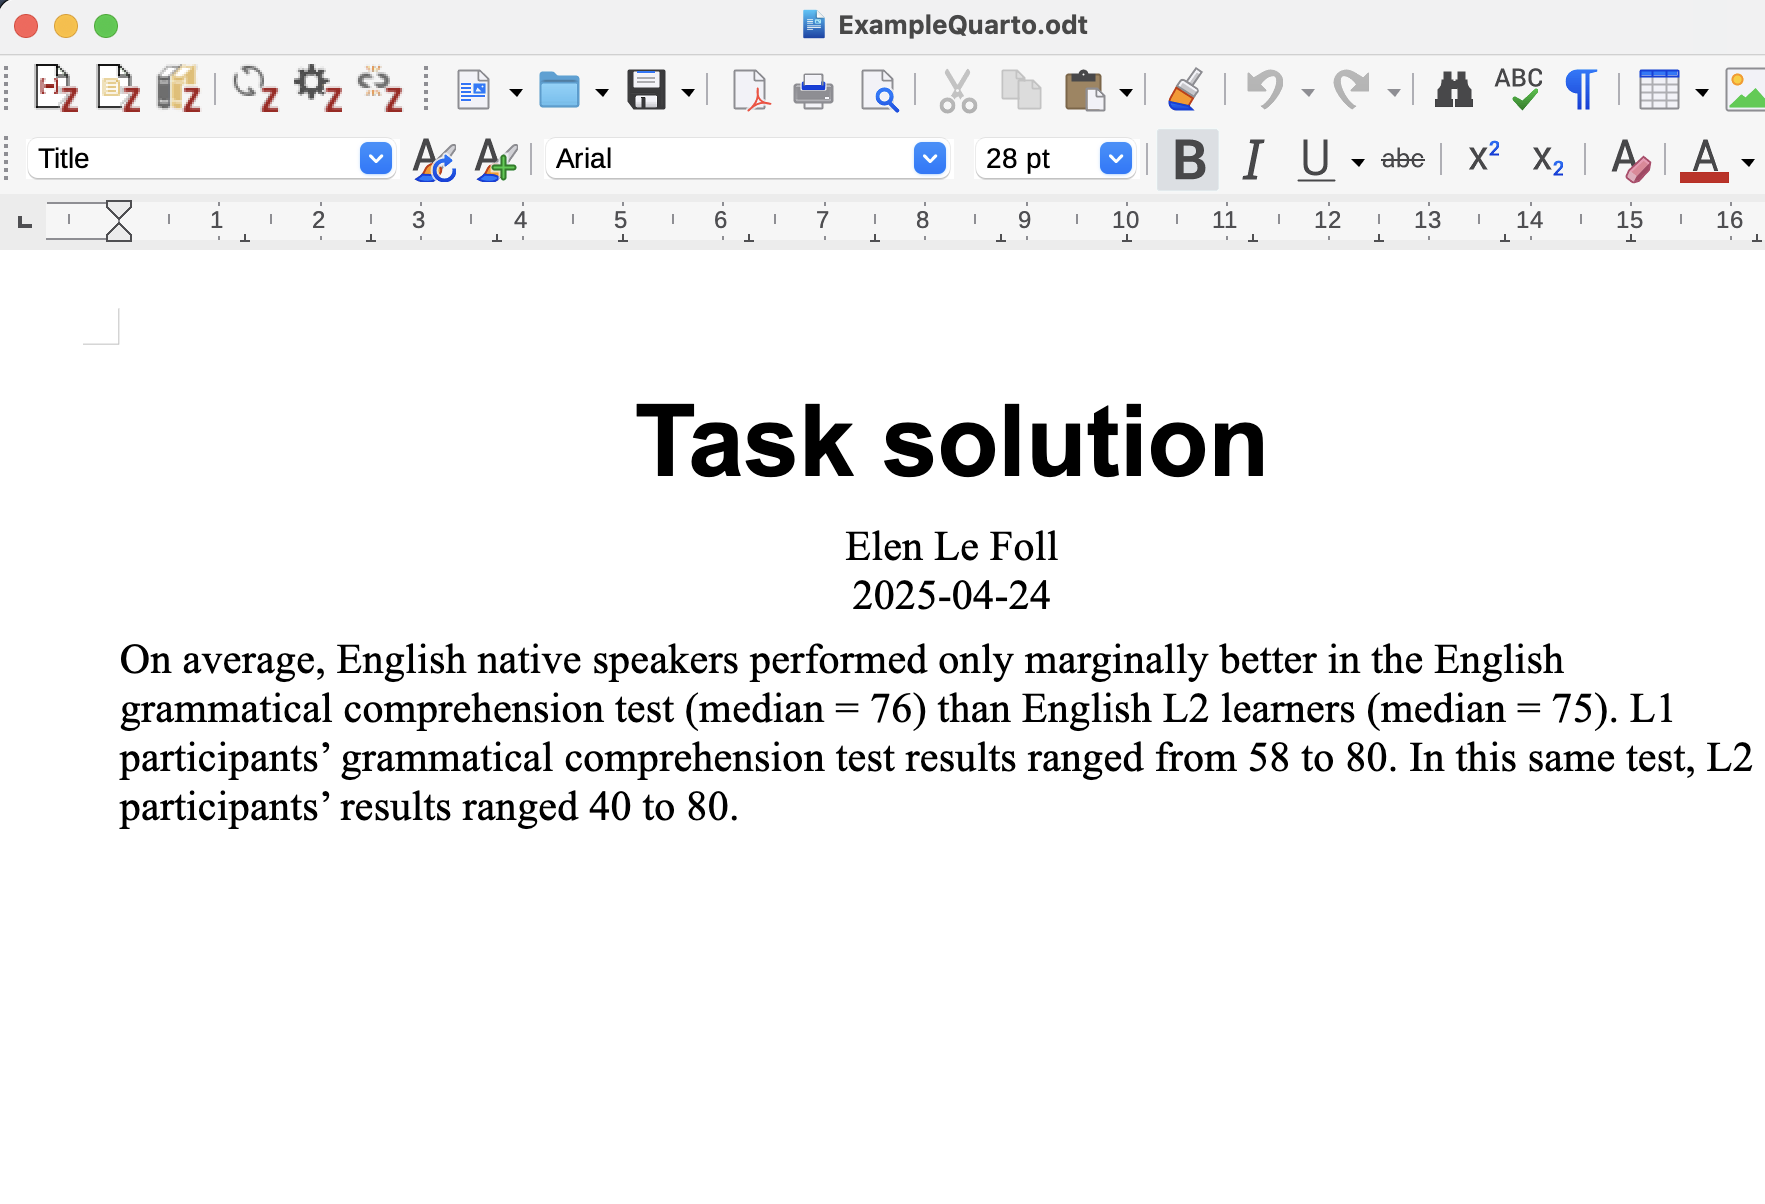 ExampleQuarto.odt
Z Z Z Z Z Z ABC
Title Arial 28 pt B I U abc X² X₂ A A
1 2 3 4 5 6 7 8 9 10 11 12 13 14 15 16
Task solution
Elen Le Foll
2025-04-24
On average, English native speakers performed only marginally better in the English
grammatical comprehension test (median = 76) than English L2 learners (median = 75). L1
participants’ grammatical comprehension test results ranged from 58 to 80. In this same test, L2
participants’ results ranged 40 to 80.